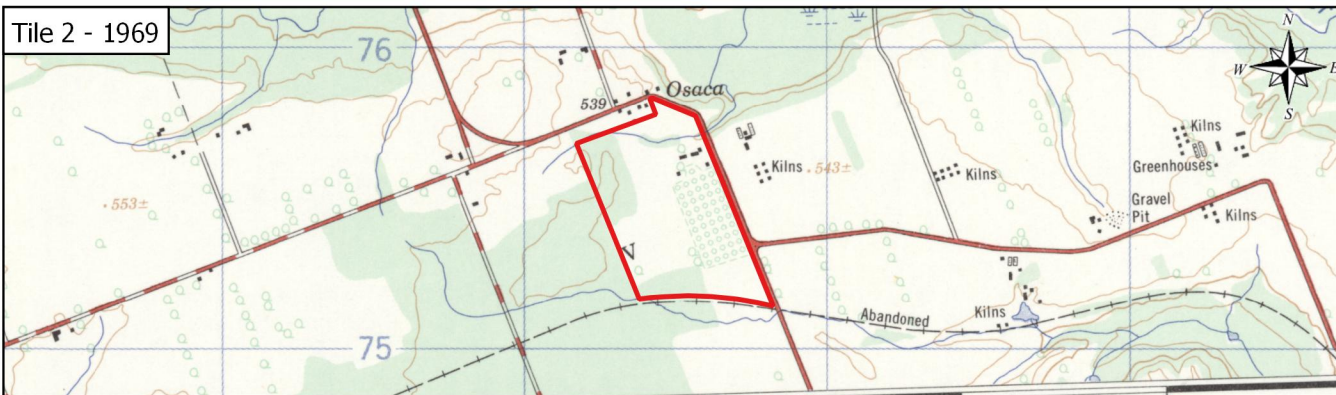 Tile 2 - 1969
76
N
W
E
S
539
Osaca
Kilns
553±
Kilns
543±
Kilns
Greenhouses
Gravel
Pit
Kilns
V
Abandoned
Kilns
75